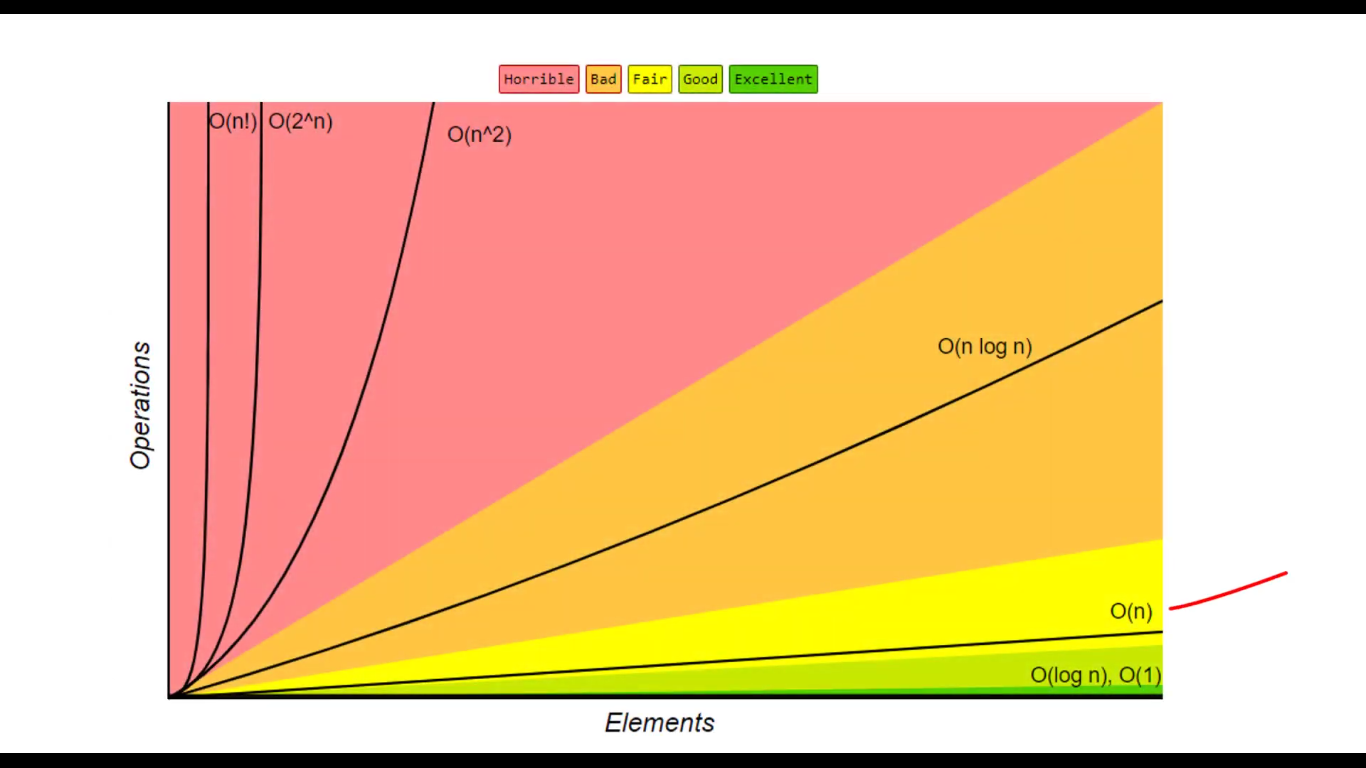 Horrible Bad Fair Good Excellent
O(n!) O(2^n)
O(n^2)
O(n log n)
Operations
O(n)
O(log n), O(1)
Elements